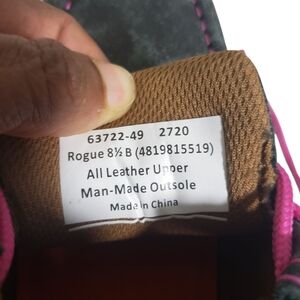 63722-49 2720
Rogue 8½ B (4819815519)
All Leather Upper
Man-Made Outsole
Made in China